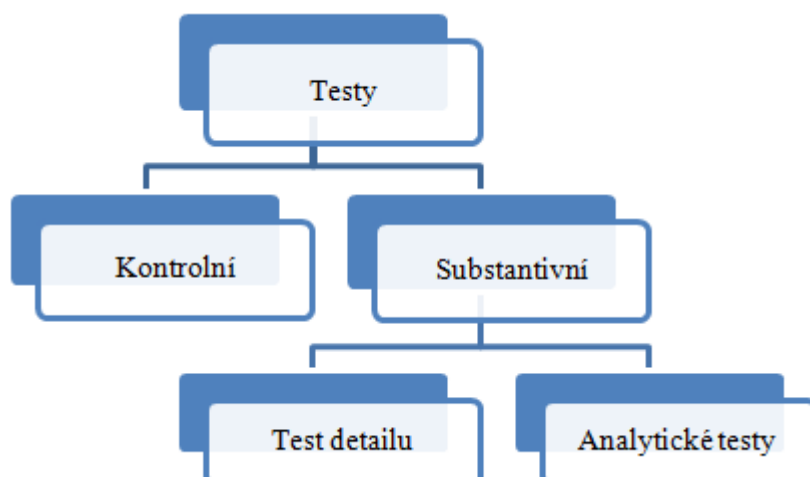 Testy
Kontrolní
Substantivní
Test detailu
Analytické testy